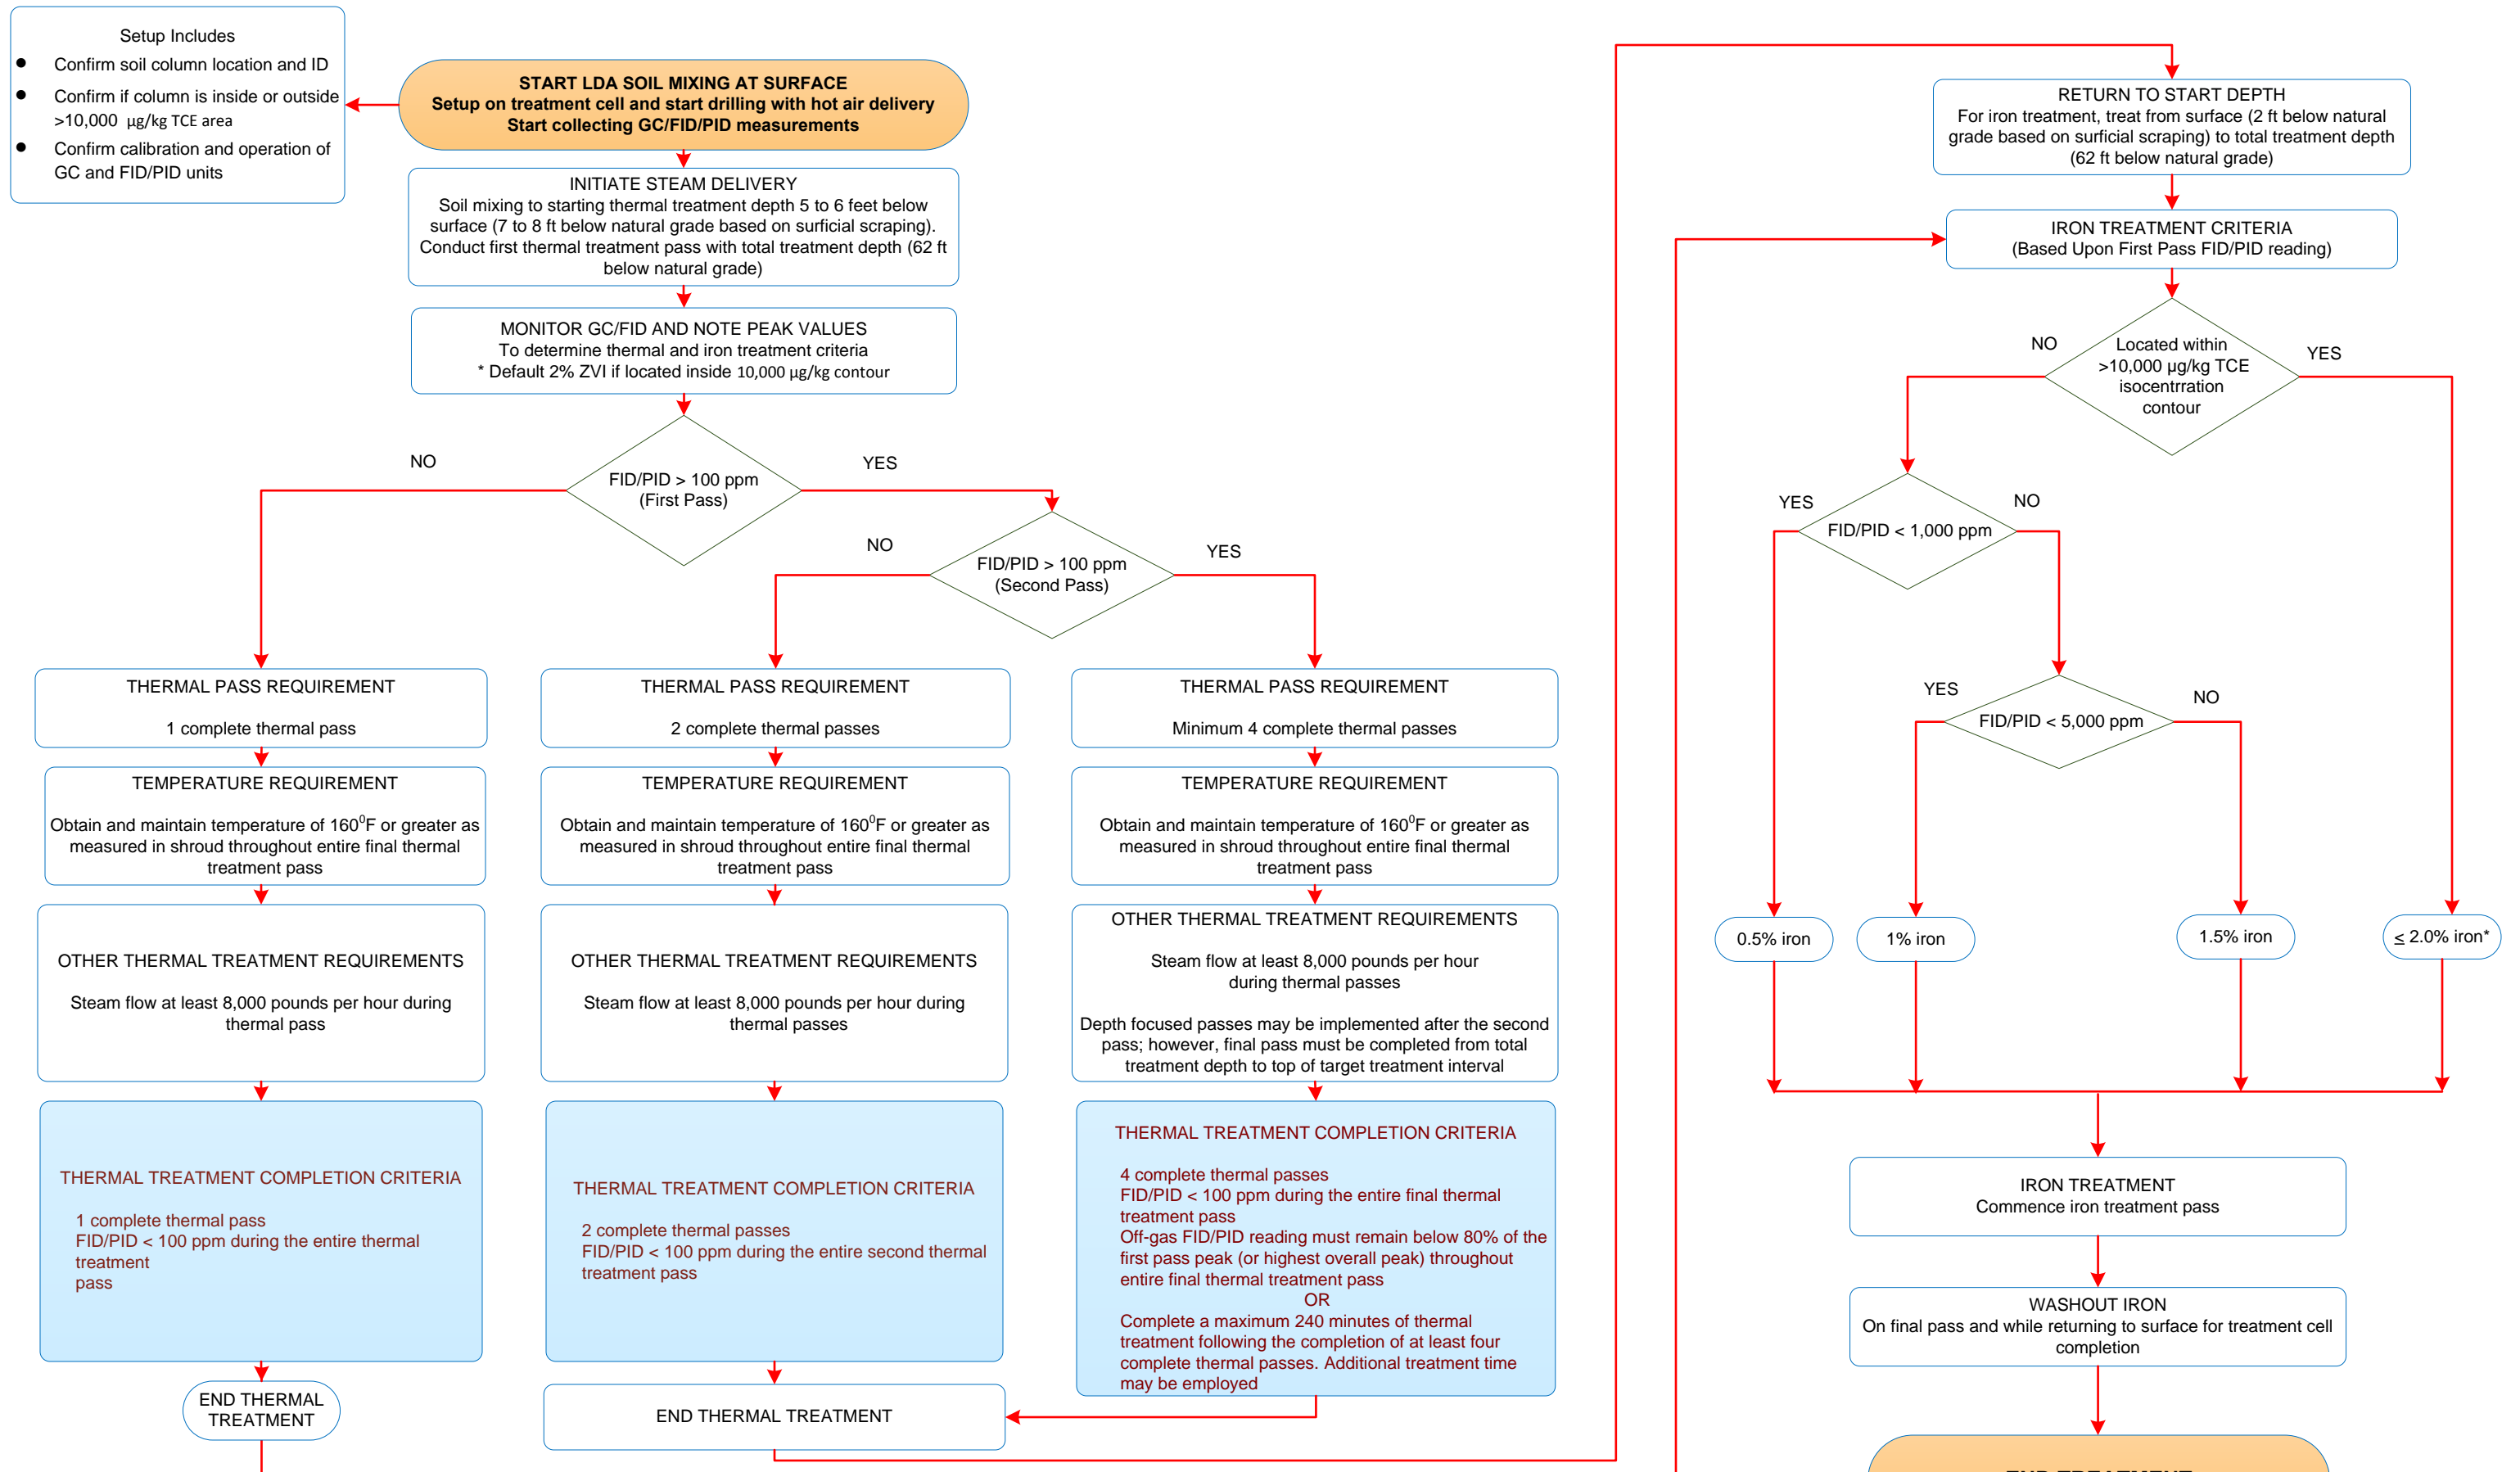 Setup Includes
● Confirm soil column location and ID
● Confirm if column is inside or outside
>10,000 µg/kg TCE area
● Confirm calibration and operation of
GC and FID/PID units
START LDA SOIL MIXING AT SURFACE
Setup on treatment cell and start drilling with hot air delivery
Start collecting GC/FID/PID measurements
INITIATE STEAM DELIVERY
Soil mixing to starting thermal treatment depth 5 to 6 feet below
surface (7 to 8 ft below natural grade based on surficial scraping).
Conduct first thermal treatment pass with total treatment depth (62 ft
below natural grade)
MONITOR GC/FID AND NOTE PEAK VALUES
To determine thermal and iron treatment criteria
* Default 2% ZVI if located inside 10,000 µg/kg contour
NO
FID/PID > 100 ppm
(First Pass)
YES
NO
FID/PID > 100 ppm
(Second Pass)
YES
THERMAL PASS REQUIREMENT
1 complete thermal pass
TEMPERATURE REQUIREMENT
Obtain and maintain temperature of 160⁰F or greater as
measured in shroud throughout entire final thermal
treatment pass
OTHER THERMAL TREATMENT REQUIREMENTS
Steam flow at least 8,000 pounds per hour during
thermal pass
THERMAL TREATMENT COMPLETION CRITERIA
1 complete thermal pass
FID/PID < 100 ppm during the entire thermal
treatment
pass
END THERMAL
TREATMENT
THERMAL PASS REQUIREMENT
2 complete thermal passes
TEMPERATURE REQUIREMENT
Obtain and maintain temperature of 160⁰F or greater as
measured in shroud throughout entire final thermal
treatment pass
OTHER THERMAL TREATMENT REQUIREMENTS
Steam flow at least 8,000 pounds per hour during
thermal passes
THERMAL TREATMENT COMPLETION CRITERIA
2 complete thermal passes
FID/PID < 100 ppm during the entire second thermal
treatment pass
END THERMAL TREATMENT
THERMAL PASS REQUIREMENT
Minimum 4 complete thermal passes
TEMPERATURE REQUIREMENT
Obtain and maintain temperature of 160⁰F or greater as
measured in shroud throughout entire final thermal
treatment pass
OTHER THERMAL TREATMENT REQUIREMENTS
Steam flow at least 8,000 pounds per hour
during thermal passes
Depth focused passes may be implemented after the second
pass; however, final pass must be completed from total
treatment depth to top of target treatment interval
THERMAL TREATMENT COMPLETION CRITERIA
4 complete thermal passes
FID/PID < 100 ppm during the entire final thermal
treatment pass
Off-gas FID/PID reading must remain below 80% of the
first pass peak (or highest overall peak) throughout
entire final thermal treatment pass
OR
Complete a maximum 240 minutes of thermal
treatment following the completion of at least four
complete thermal passes. Additional treatment time
may be employed
RETURN TO START DEPTH
For iron treatment, treat from surface (2 ft below natural
grade based on surficial scraping) to total treatment depth
(62 ft below natural grade)
IRON TREATMENT CRITERIA
(Based Upon First Pass FID/PID reading)
NO
Located within
>10,000 µg/kg TCE
isocentrration
contour
YES
YES
FID/PID < 1,000 ppm
NO
YES
FID/PID < 5,000 ppm
NO
0.5% iron
1% iron
1.5% iron
≤ 2.0% iron*
IRON TREATMENT
Commence iron treatment pass
WASHOUT IRON
On final pass and while returning to surface for treatment cell
completion
END TREATMENT